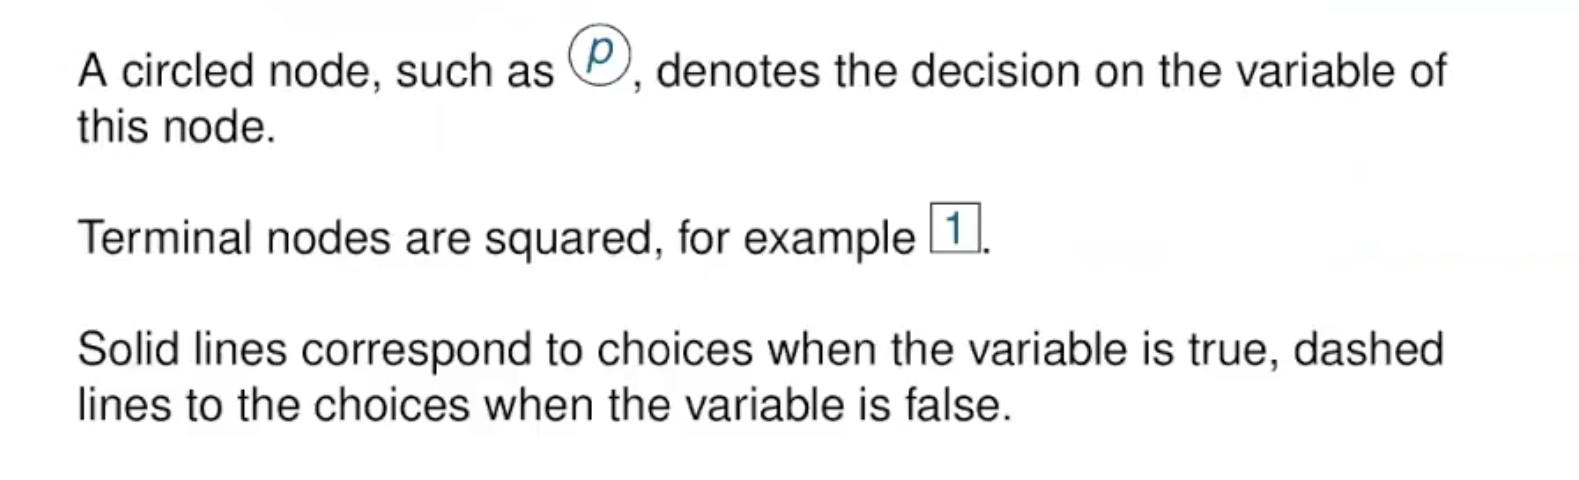 A circled node, such as p, denotes the decision on the variable of
this node.
Terminal nodes are squared, for example 1.
Solid lines correspond to choices when the variable is true, dashed
lines to the choices when the variable is false.